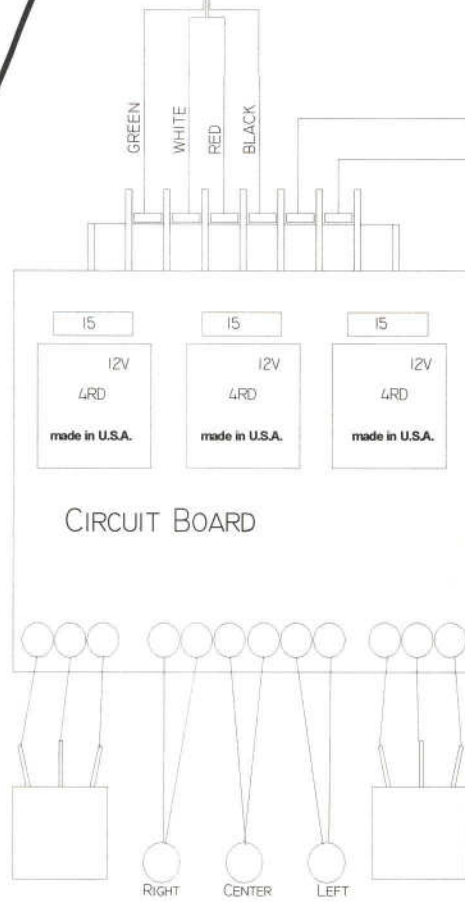 GREEN
WHITE
RED
BLACK
15 15 15
12V 12V 12V
4RD 4RD 4RD
made in U.S.A. made in U.S.A. made in U.S.A.
CIRCUIT BOARD
RIGHT CENTER LEFT